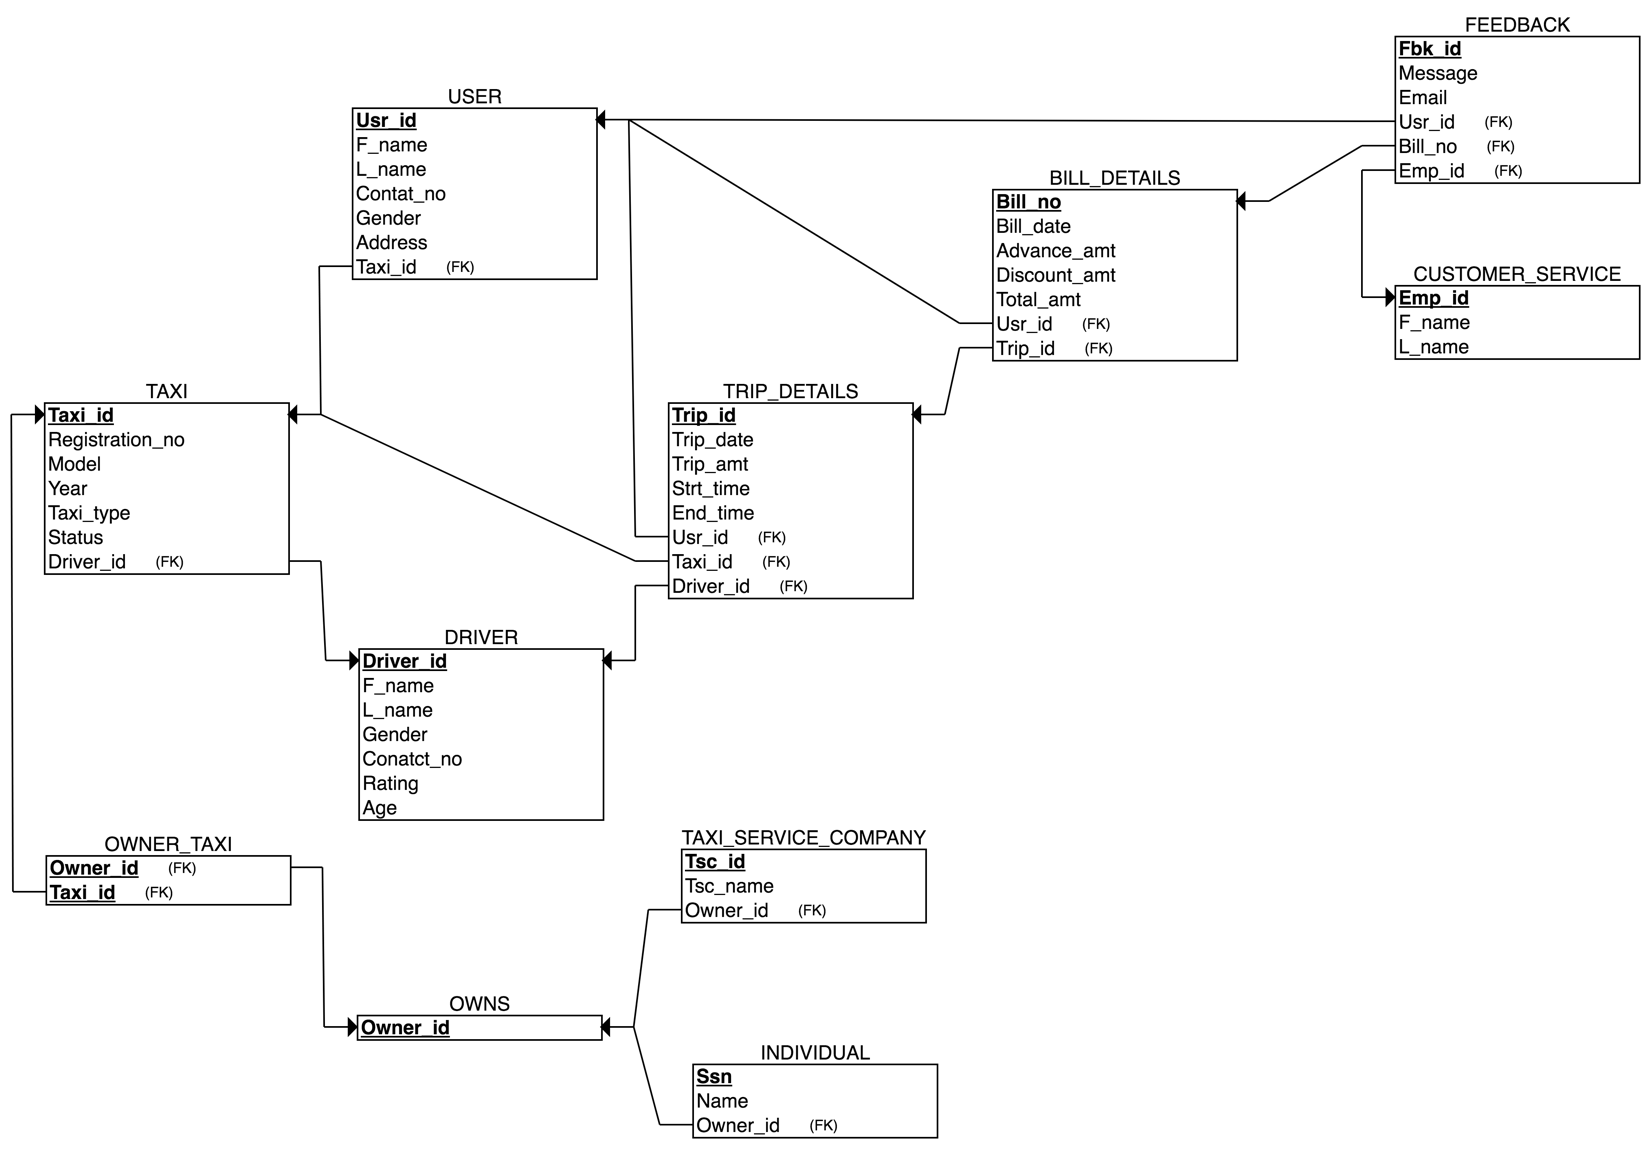 FEEDBACK
Fbk_id
Message
Email
Usr_id (FK)
Bill_no (FK)
Emp_id (FK)
USER
Usr_id
F_name
L_name
Contat_no
Gender
Address
Taxi_id (FK)
BILL_DETAILS
Bill_no
Bill_date
Advance_amt
Discount_amt
Total_amt
Usr_id (FK)
Trip_id (FK)
CUSTOMER_SERVICE
Emp_id
F_name
L_name
TAXI
Taxi_id
Registration_no
Model
Year
Taxi_type
Status
Driver_id (FK)
TRIP_DETAILS
Trip_id
Trip_date
Trip_amt
Strt_time
End_time
Usr_id (FK)
Taxi_id (FK)
Driver_id (FK)
DRIVER
Driver_id
F_name
L_name
Gender
Conatct_no
Rating
Age
OWNER_TAXI
Owner_id (FK)
Taxi_id (FK)
TAXI_SERVICE_COMPANY
Tsc_id
Tsc_name
Owner_id (FK)
OWNS
Owner_id
INDIVIDUAL
Ssn
Name
Owner_id (FK)